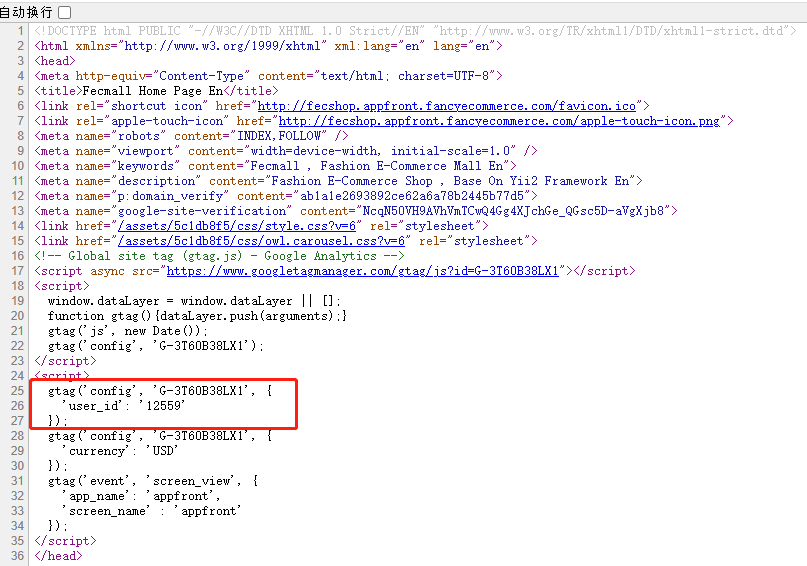 自动换行
1 <!DOCTYPE html PUBLIC "-//W3C//DTD XHTML 1.0 Strict//EN" "http://www.w3.org/TR/xhtml1/DTD/xhtml1-strict.dtd">
2 <html xmlns="http://www.w3.org/1999/xhtml" xml:lang="en" lang="en">
3 <head>
4 <meta http-equiv="Content-Type" content="text/html; charset=UTF-8">
5 <title>Fecmall Home Page En</title>
6 <link rel="shortcut icon" href="http://fecshop.appfront.fancyecommerce.com/favicon.ico">
7 <link rel="apple-touch-icon" href="http://fecshop.appfront.fancyecommerce.com/apple-touch-icon.png">
8 <meta name="robots" content="INDEX,FOLLOW" />
9 <meta name="viewport" content="width=device-width, initial-scale=1.0" />
10 <meta name="keywords" content="Fecmall , Fashion E-Commerce Mall En">
11 <meta name="description" content="Fashion E-Commerce Shop , Base On Yii2 Framework En">
12 <meta name="p:domain_verify" content="ab1a1e2693892ce62a6a78b2445b77d5">
13 <meta name="google-site-verification" content="NcqN50VH9AVhVmTCwQ4Gg4XJchGe_QGsc5D-aVgXjb8">
14 <link href="/assets/5c1db8f5/css/style.css?v=6" rel="stylesheet">
15 <link href="/assets/5c1db8f5/css/owl.carousel.css?v=6" rel="stylesheet">
16 <!-- Global site tag (gtag.js) - Google Analytics -->
17 <script async src="https://www.googletagmanager.com/gtag/js?id=G-3T60B38LX1"></script>
18 <script>
19 window.dataLayer = window.dataLayer || [];
20 function gtag(){dataLayer.push(arguments);}
21 gtag('js', new Date());
22 gtag('config', 'G-3T60B38LX1');
23 </script>
24 <script>
25 gtag('config', 'G-3T60B38LX1', {
26 'user_id': '12559'
27 });
28 gtag('config', 'G-3T60B38LX1', {
29 'currency': 'USD'
30 });
31 gtag('event', 'screen_view', {
32 'app_name': 'appfront',
33 'screen_name' : 'appfront'
34 });
35 </script>
36 </head>